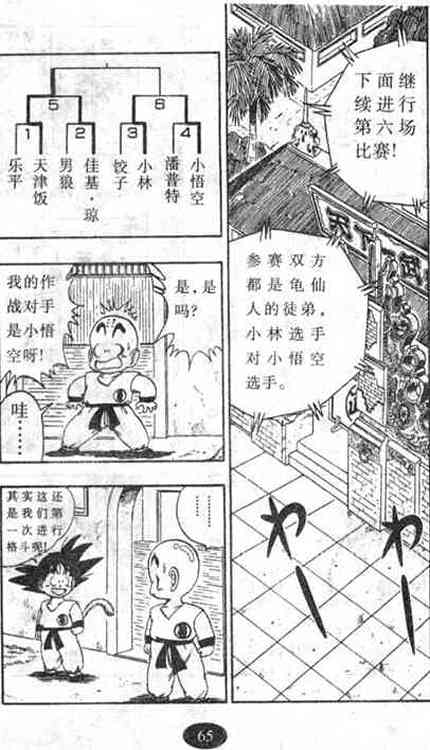 下面继
续进行
第六场
比赛!
参赛双方
都是龟仙
人的徒弟，
小林选手
对小悟空
选手。
わー
わー
5 6
1 2 3 4
乐平
天津饭
男狼
佳基·琼
饺子
小林
潘普特
小悟空
是，是
吗?
我的作
战对手
是小悟
空呀!
哇……
……
其实这还
是我们第
一次进行
格斗呢!
65